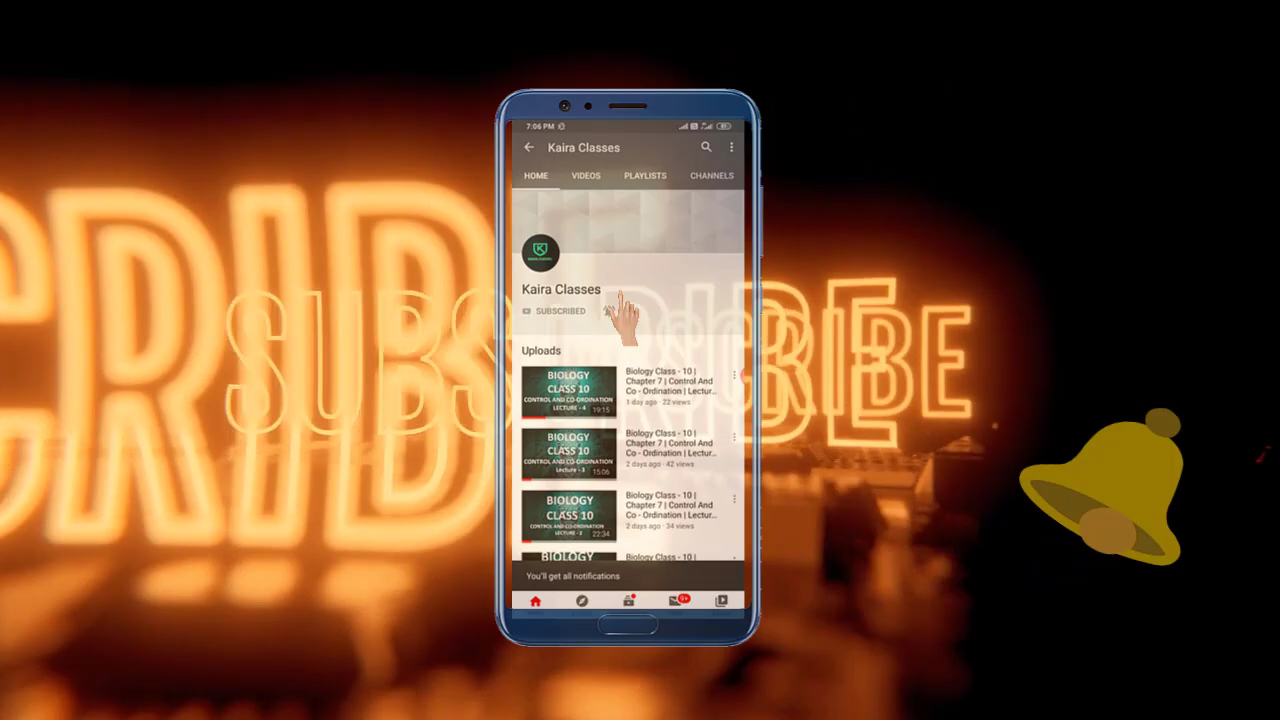 7:06 PM
Kaira Classes
HOME VIDEOS PLAYLISTS CHANNELS
K
Kaira Classes
SUBSCRIBED
Uploads
BIOLOGY
CLASS 10
CONTROL AND CO-ORDINATION
LECTURE - 4
19:15
Biology Class - 10 |
Chapter 7 | Control And
Co - Ordination | Lectur...
1 day ago · 22 views
BIOLOGY
CLASS 10
CONTROL AND CO-ORDINATION
Lecture - 3
15:06
Biology Class - 10 |
Chapter 7 | Control And
Co - Ordination | Lectur...
2 days ago · 42 views
BIOLOGY
CLASS 10
CONTROL AND CO-ORDINATION
LECTURE - 2
22:34
Biology Class - 10 |
Chapter 7 | Control And
Co - Ordination | Lectur...
2 days ago · 34 views
BIOLOGY
Biology Class - 10 |
You'll get all notifications
9+
SUBSCRIBE
CRIBE